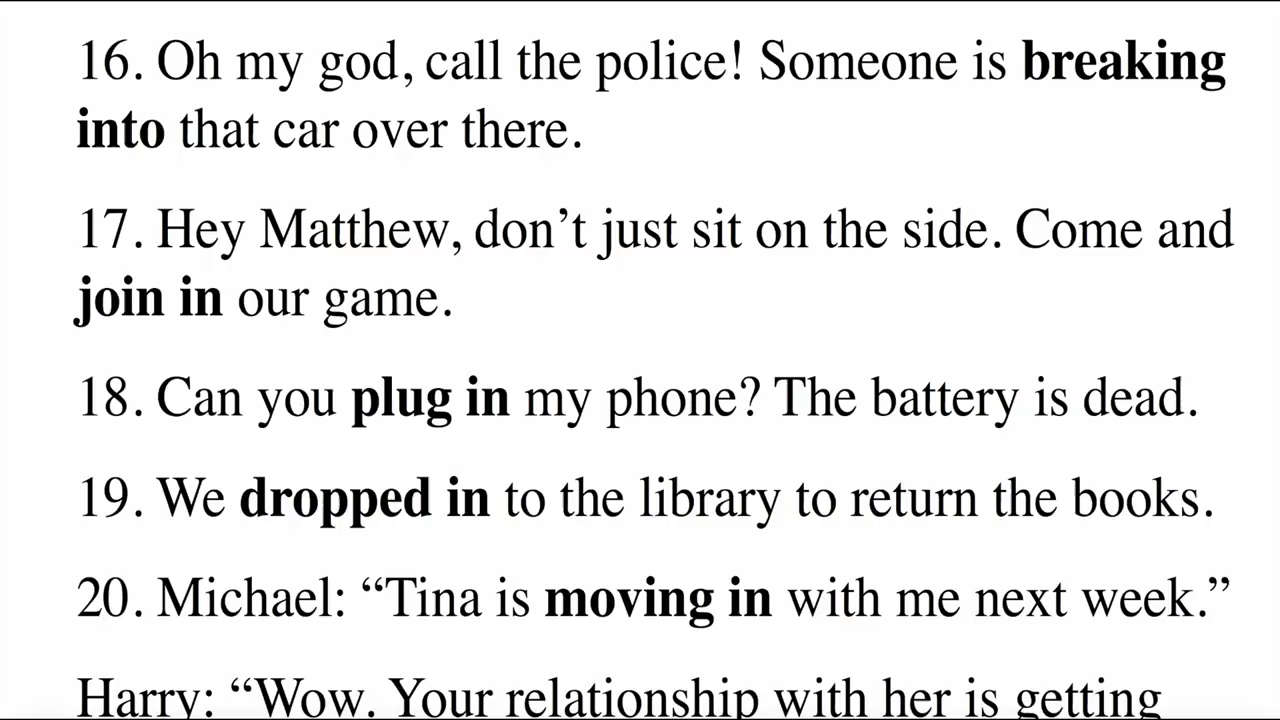 16. Oh my god, call the police! Someone is breaking
into that car over there.
17. Hey Matthew, don’t just sit on the side. Come and
join in our game.
18. Can you plug in my phone? The battery is dead.
19. We dropped in to the library to return the books.
20. Michael: “Tina is moving in with me next week.”
Harry: “Wow. Your relationship with her is getting